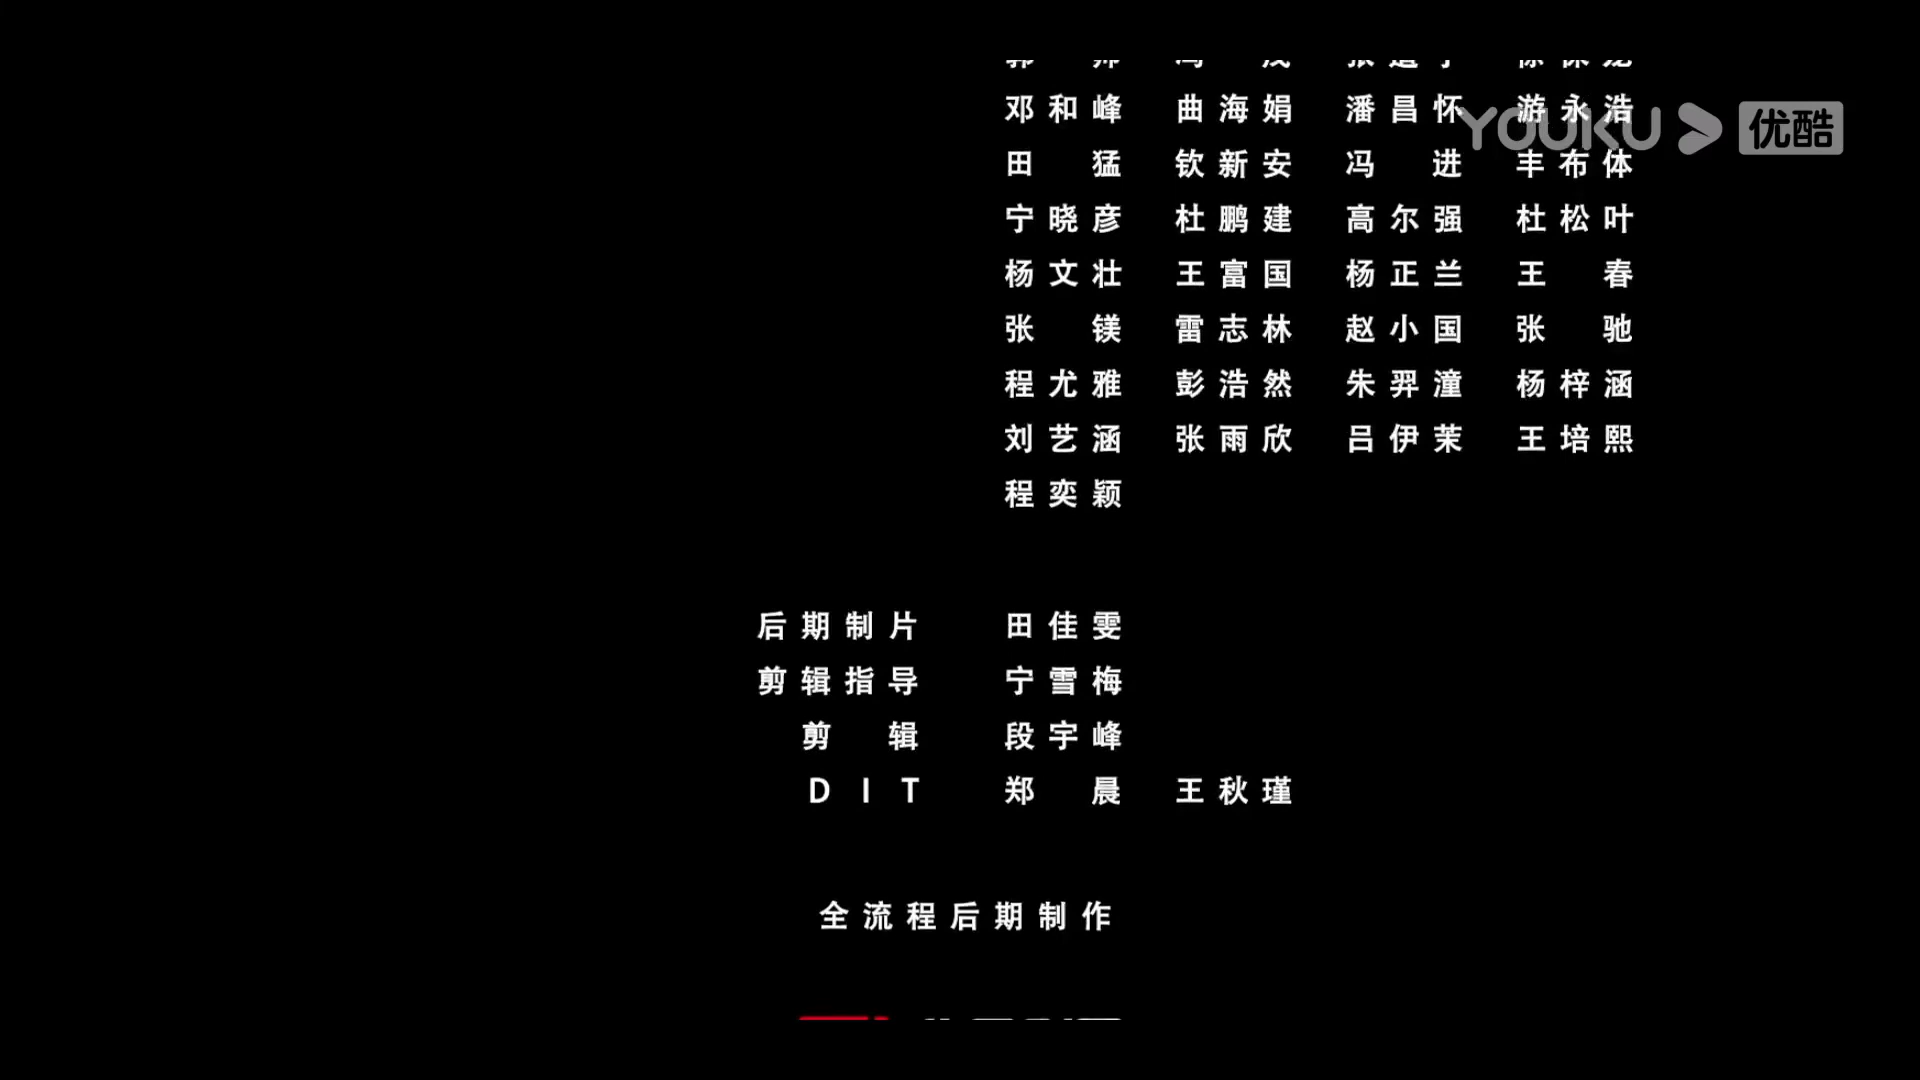 邓和峰 曲海娟 潘昌怀 游永浩
YOUKU 优酷
田猛 钦新安 冯进 丰布体
宁晓彦 杜鹏建 高尔强 杜松叶
杨文壮 王富国 杨正兰 王春
张镁 雷志林 赵小国 张驰
程尤雅 彭浩然 朱羿潼 杨梓涵
刘艺涵 张雨欣 吕伊茉 王培熙
程奕颖
后期制片 田佳雯
剪辑指导 宁雪梅
剪辑 段宇峰
DIT 郑晨 王秋瑾
全流程后期制作